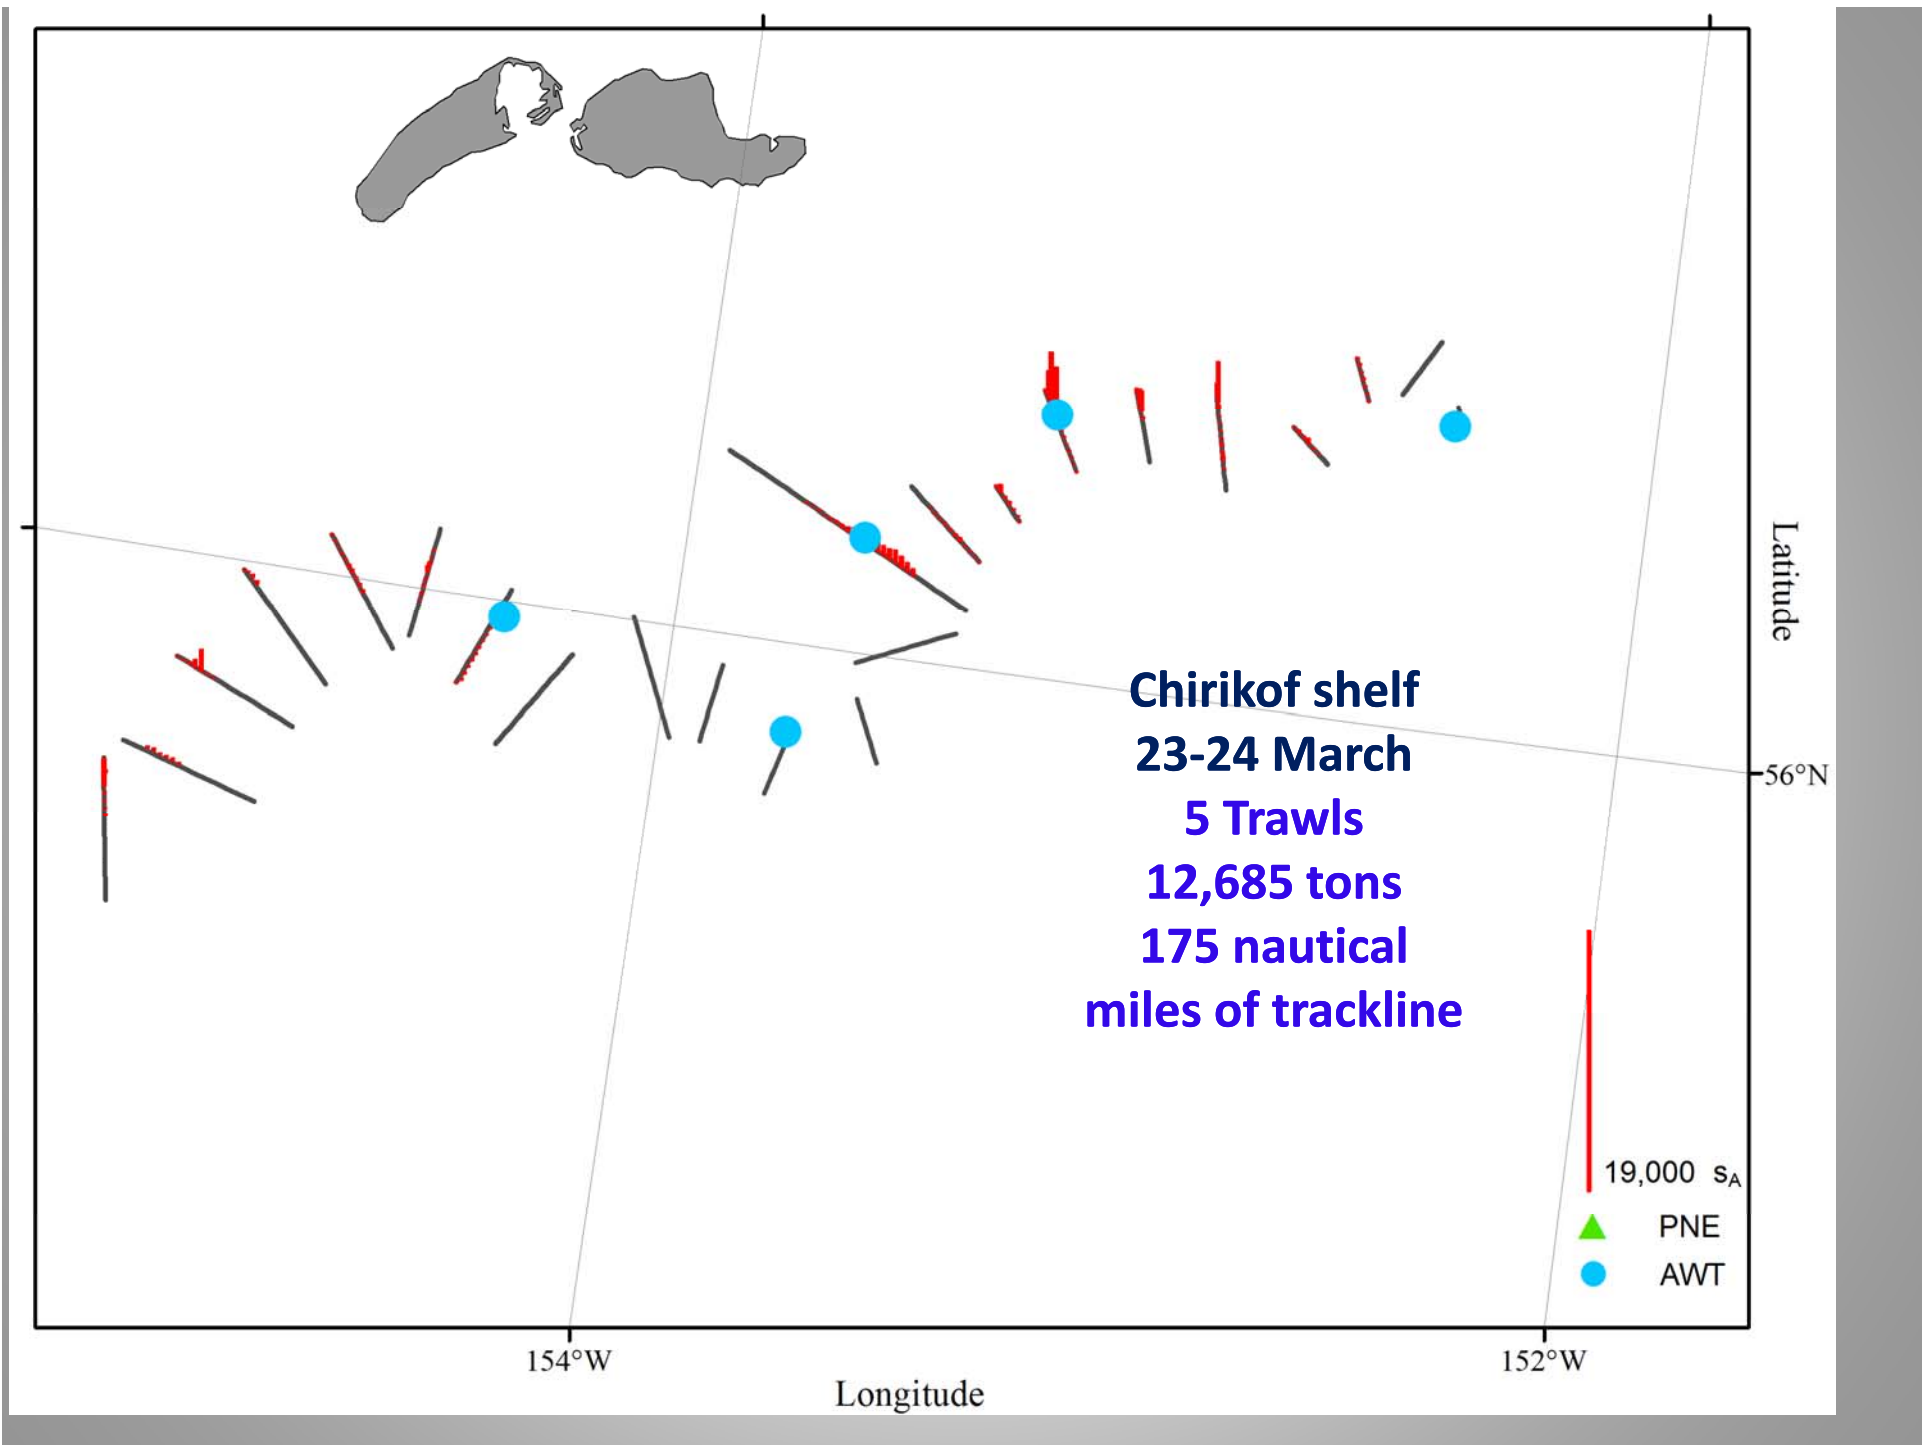 Latitude
56°N
Chirikof shelf
23-24 March
5 Trawls
12,685 tons
175 nautical
miles of trackline
19,000 sA
PNE
AWT
154°W
152°W
Longitude